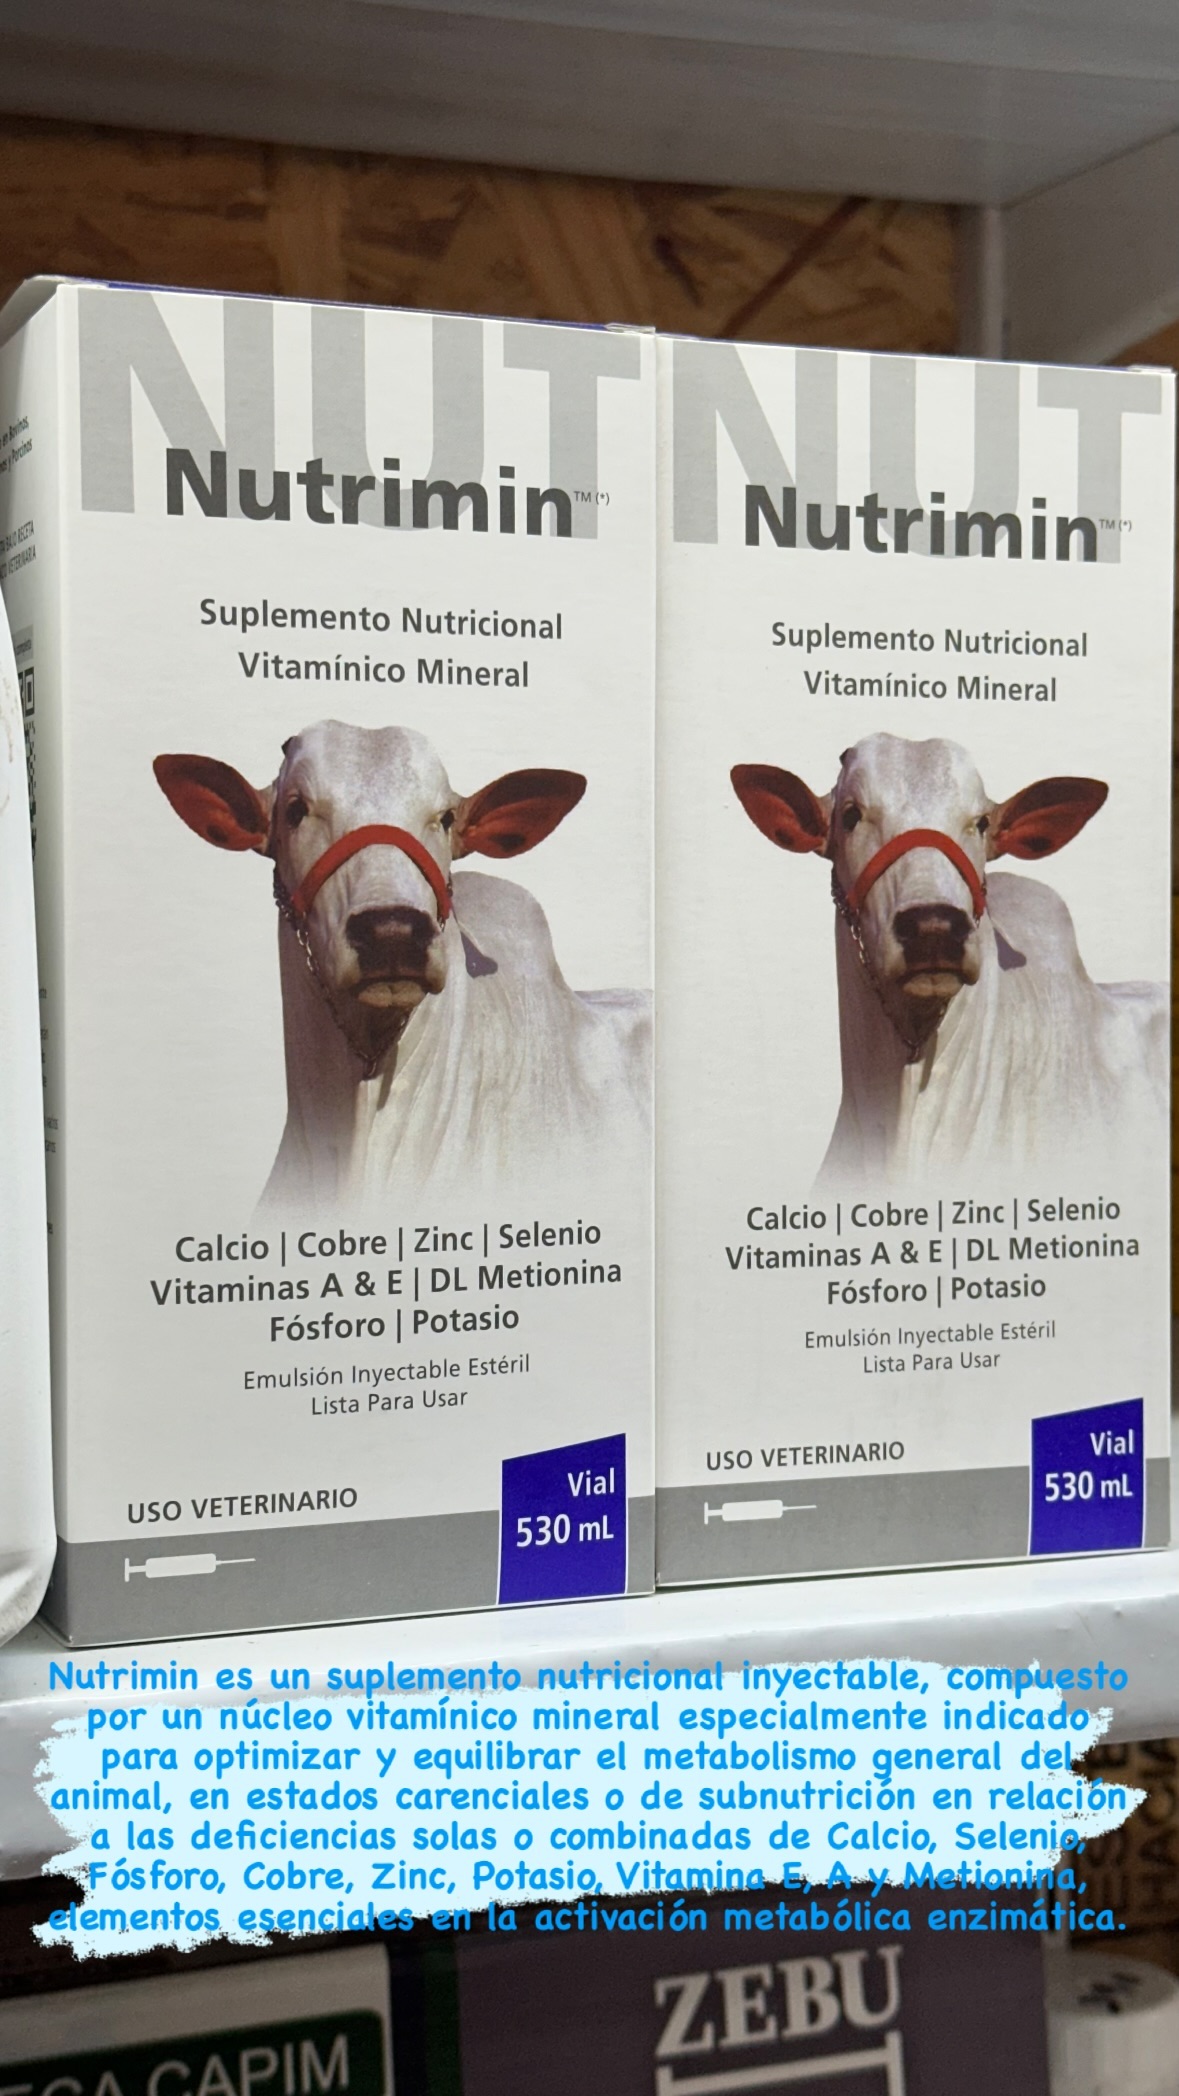 NUT
Nutrimin™(*)
Suplemento Nutricional
Vitamínico Mineral
Calcio | Cobre | Zinc | Selenio
Vitaminas A & E | DL Metionina
Fósforo | Potasio
Emulsión Inyectable Estéril
Lista Para Usar
USO VETERINARIO
Vial
530 mL
NUT
Nutrimin™(*)
Suplemento Nutricional
Vitamínico Mineral
Calcio | Cobre | Zinc | Selenio
Vitaminas A & E | DL Metionina
Fósforo | Potasio
Emulsión Inyectable Estéril
Lista Para Usar
USO VETERINARIO
Vial
530 mL
Nutrimin es un suplemento nutricional inyectable, compuesto
por un núcleo vitamínico mineral especialmente indicado
para optimizar y equilibrar el metabolismo general del
animal, en estados carenciales o de subnutrición en relación
a las deficiencias solas o combinadas de Calcio, Selenio,
Fósforo, Cobre, Zinc, Potasio, Vitamina E, A y Metionina,
elementos esenciales en la activación metabólica enzimática.
CAPIM
ZEBU